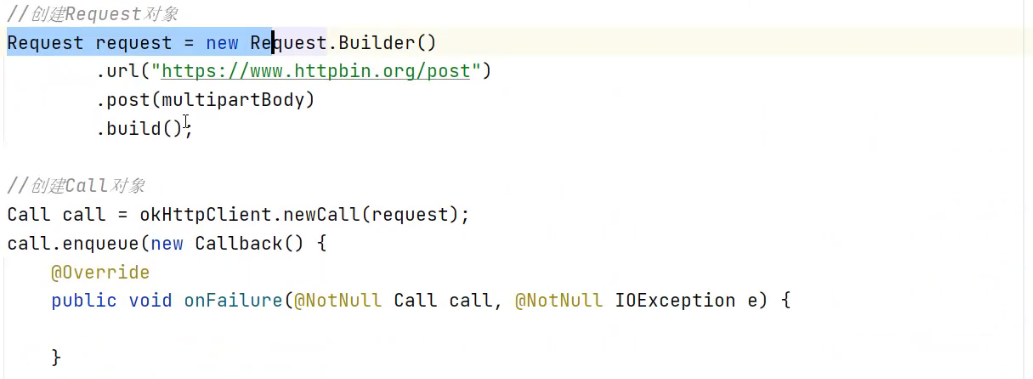 //创建Request对象
Request request = new Request.Builder()
.url("https://www.httpbin.org/post")
.post(multipartBody)
.build();
//创建Call对象
Call call = okHttpClient.newCall(request);
call.enqueue(new Callback() {
@Override
public void onFailure(@NotNull Call call, @NotNull IOException e) {
}